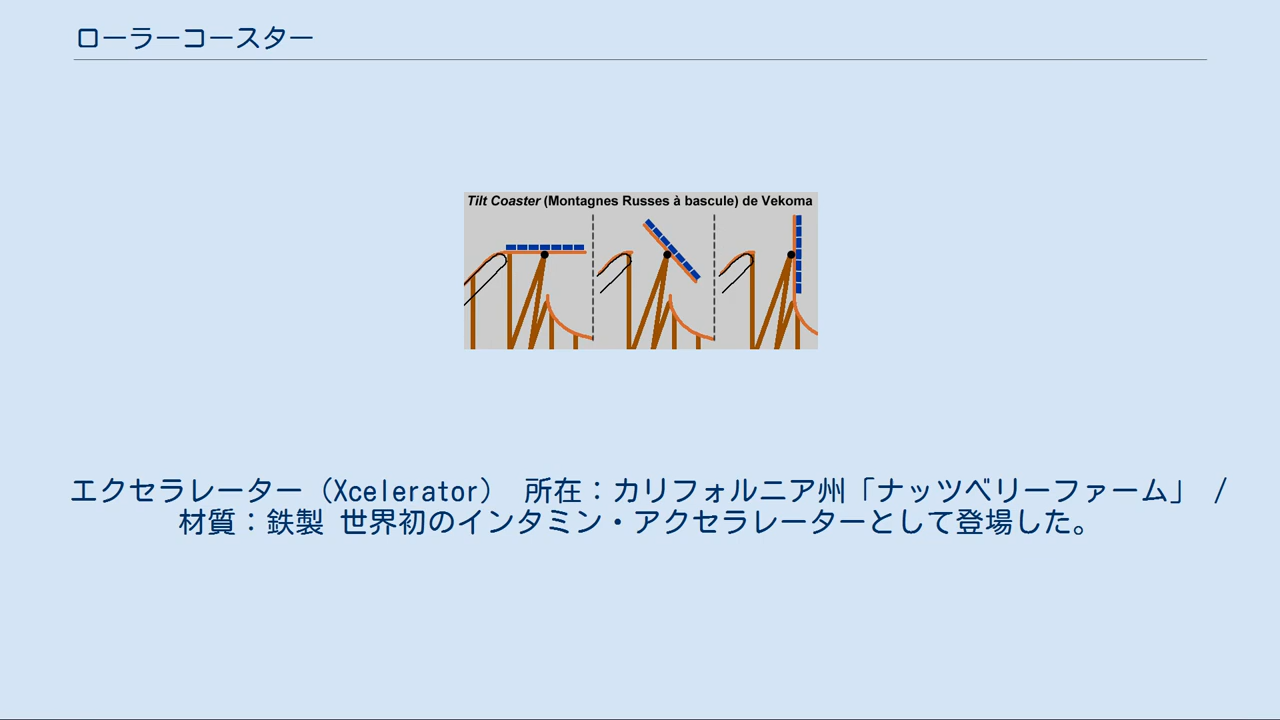 ローラーコースター
Tilt Coaster (Montagnes Russes à bascule) de Vekoma
エクセラレーター（Xcelerator） 所在：カリフォルニア州「ナッツベリーファーム」 /
材質：鉄製 世界初のインタミン・アクセラレーターとして登場した。